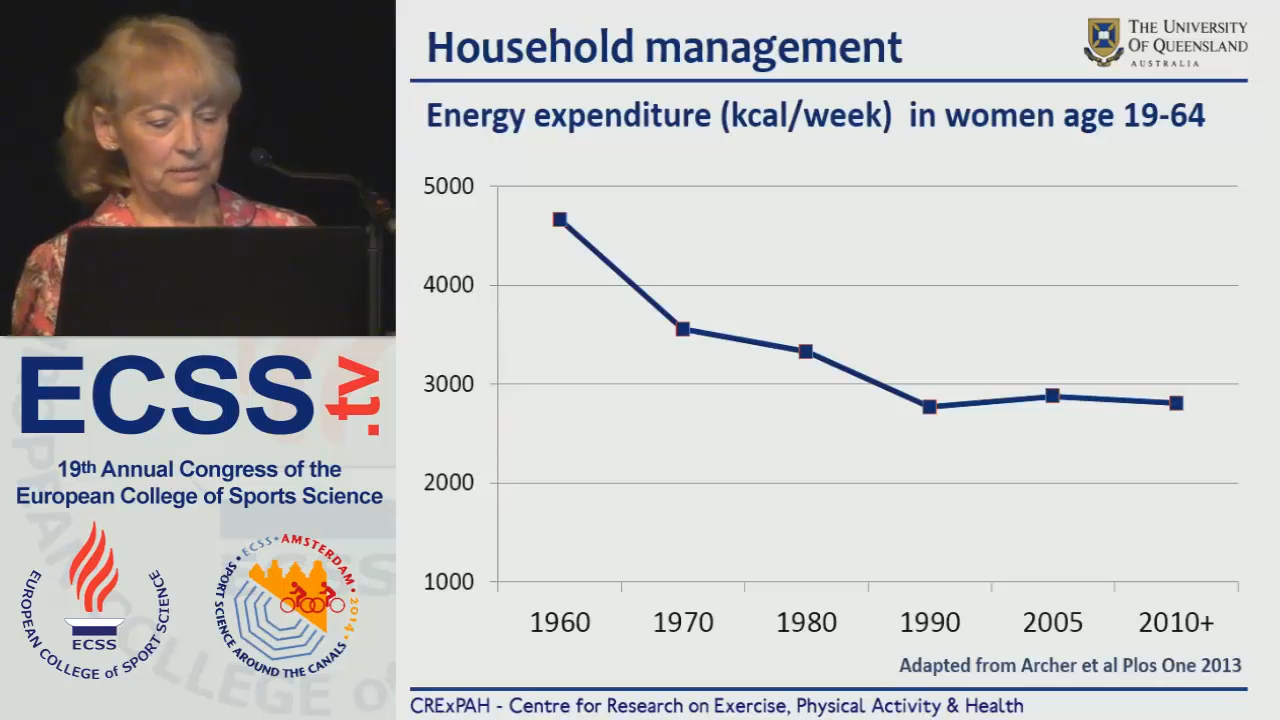 Household management
THE UNIVERSITY
OF QUEENSLAND
AUSTRALIA
Energy expenditure (kcal/week) in women age 19-64
5000
4000
3000
2000
1000
1960 1970 1980 1990 2005 2010+
Adapted from Archer et al Plos One 2013
CRExPAH - Centre for Research on Exercise, Physical Activity & Health
ECSS.tv
19th Annual Congress of the
European College of Sports Science
EUROPEAN COLLEGE of SPORT SCIENCE
ECSS
ECSS • AMSTERDAM 2014
SPORT SCIENCE AROUND THE CANALS